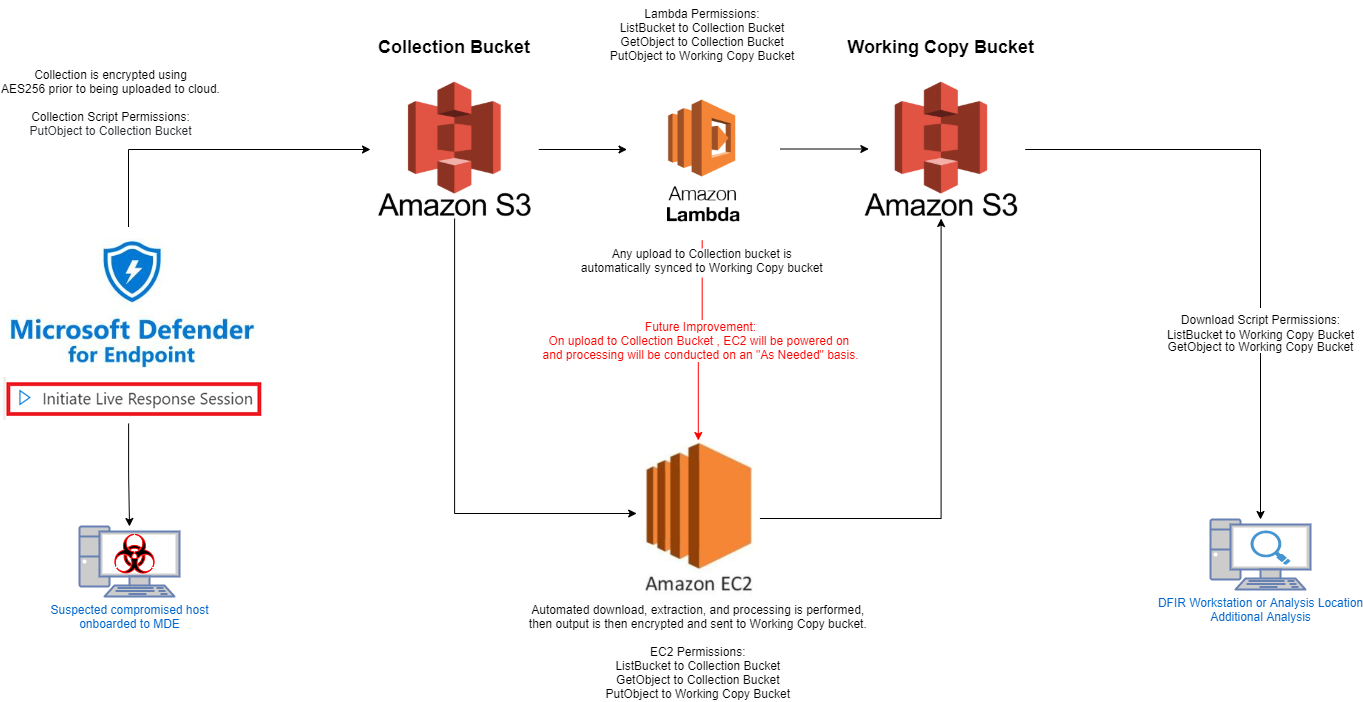 Lambda Permissions:
ListBucket to Collection Bucket
GetObject to Collection Bucket
PutObject to Working Copy Bucket
Collection Bucket
Working Copy Bucket
Collection is encrypted using
AES256 prior to being uploaded to cloud.
Collection Script Permissions:
PutObject to Collection Bucket
Amazon S3
Amazon
Lambda
Amazon S3
Any upload to Collection bucket is
automatically synced to Working Copy bucket
Microsoft Defender
for Endpoint
Initiate Live Response Session
Future Improvement:
On upload to Collection Bucket , EC2 will be powered on
and processing will be conducted on an "As Needed" basis.
Download Script Permissions:
ListBucket to Working Copy Bucket
GetObject to Working Copy Bucket
Suspected compromised host
onboarded to MDE
Amazon EC2
Automated download, extraction, and processing is performed,
then output is then encrypted and sent to Working Copy bucket.
EC2 Permissions:
ListBucket to Collection Bucket
GetObject to Collection Bucket
PutObject to Working Copy Bucket
DFIR Workstation or Analysis Location
Additional Analysis